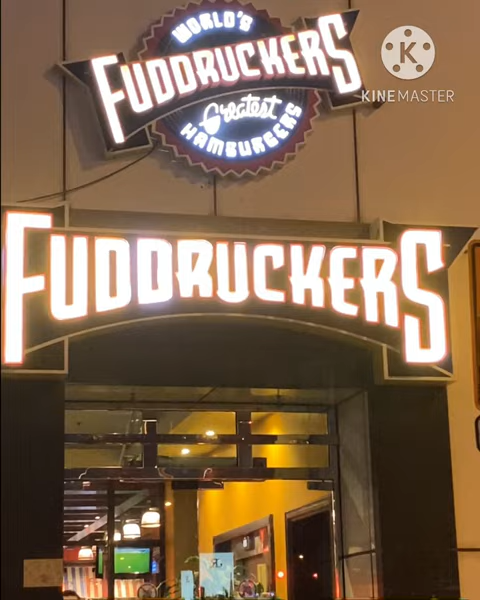 WORLD'S
FUDDRUCKERS
Greatest
HAMBURGERS
K
KINEMASTER
FUDDRUCKERS